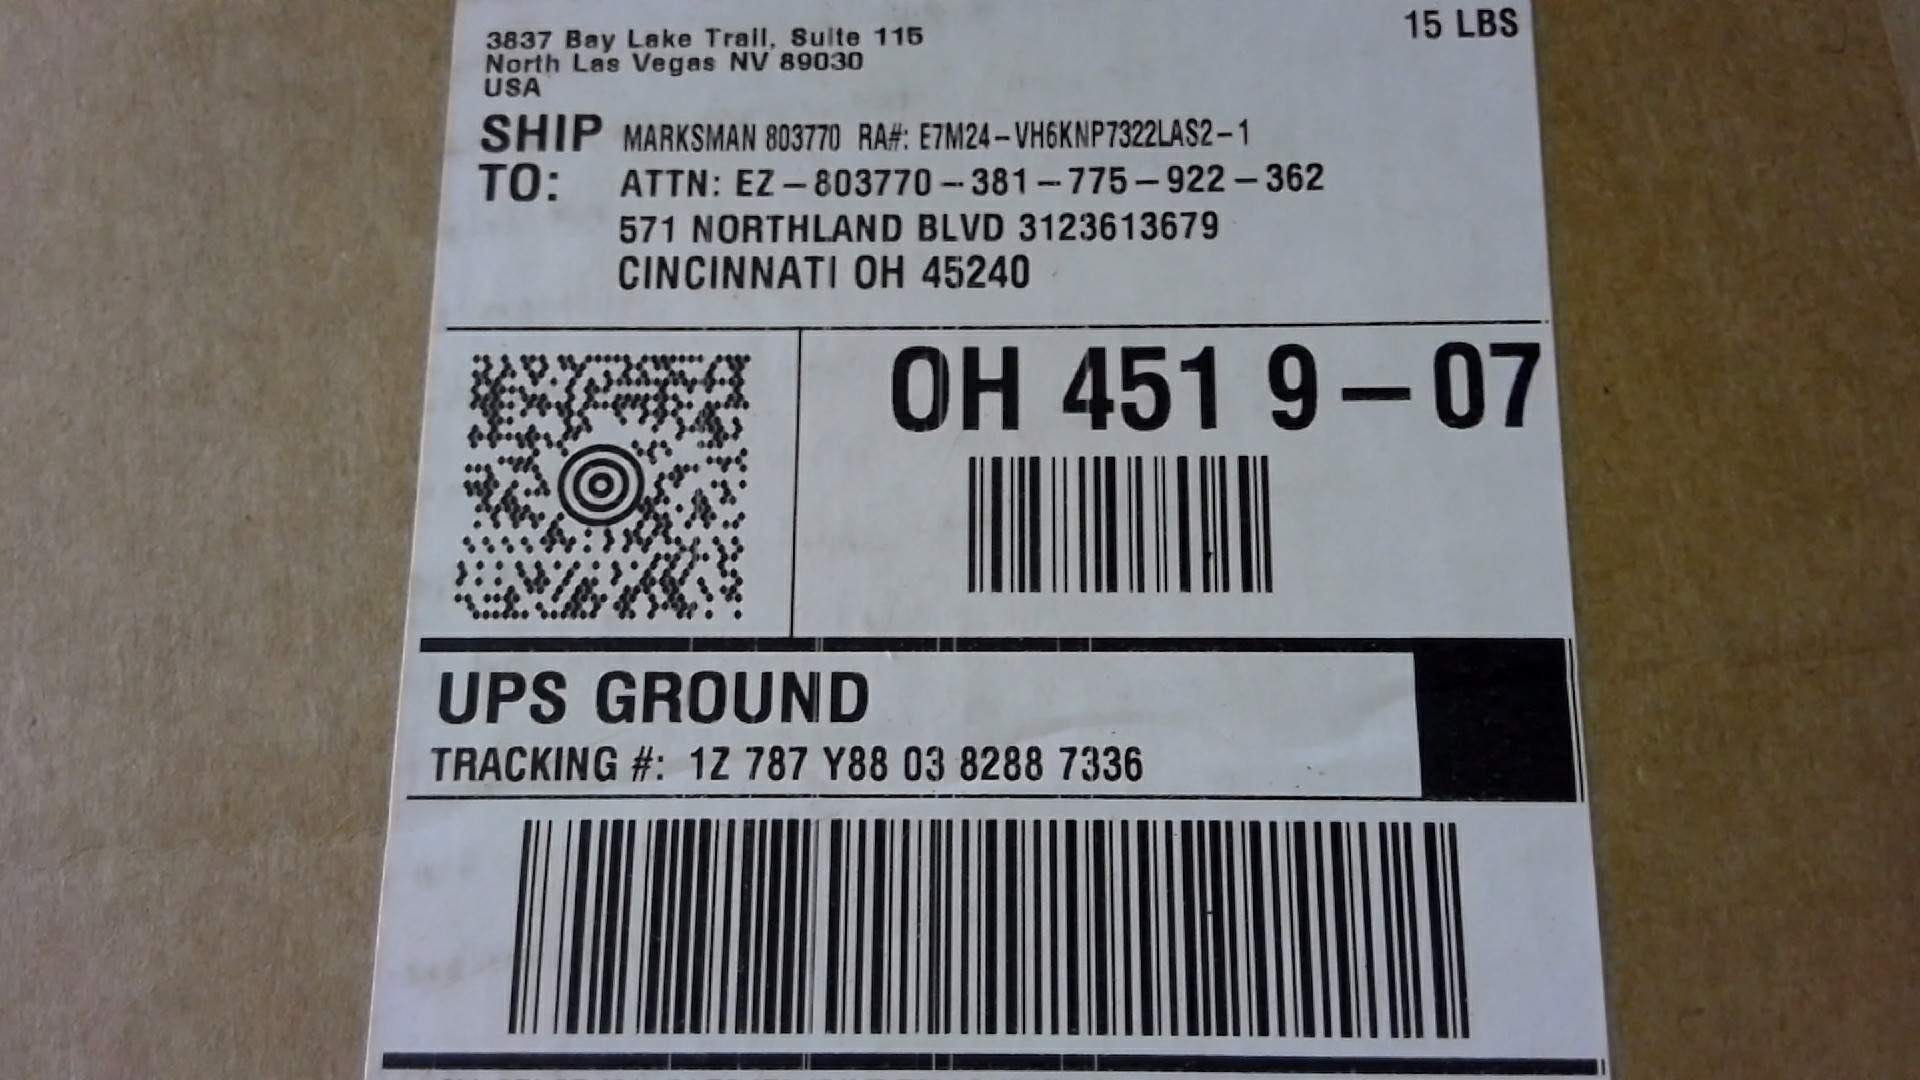 3837 Bay Lake Trail, Suite 115
15 LBS
North Las Vegas NV 89030
USA
SHIP TO:
MARKSMAN 803770 RA#: E7M24-VH6KNP7322LAS2-1
ATTN: EZ-803770-381-775-922-362
571 NORTHLAND BLVD 3123613679
CINCINNATI OH 45240
OH 451 9-07
UPS GROUND
TRACKING #: 1Z 787 Y88 03 8288 7336